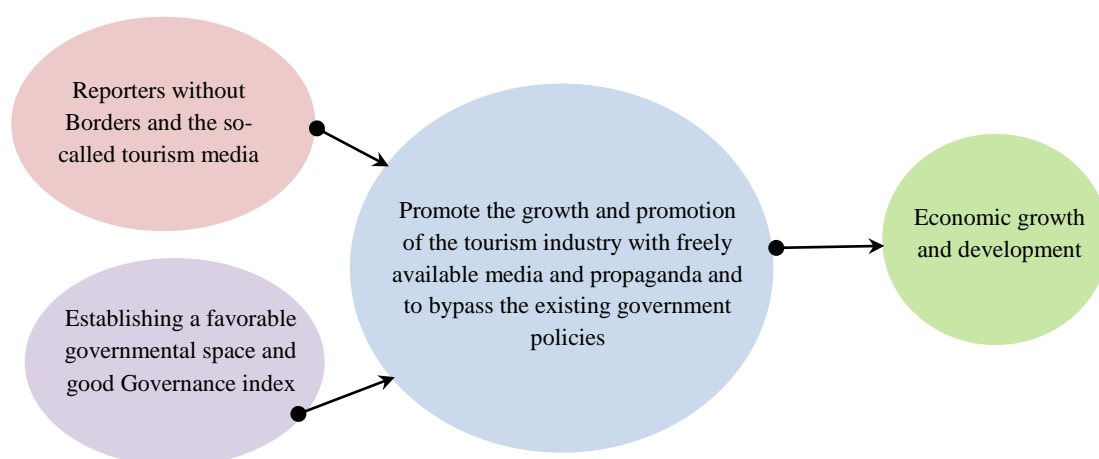 Reporters without
Borders and the so-
called tourism media
Establishing a favorable
governmental space and
good Governance index
Promote the growth and promotion
of the tourism industry with freely
available media and propaganda and
to bypass the existing government
policies
Economic growth
and development